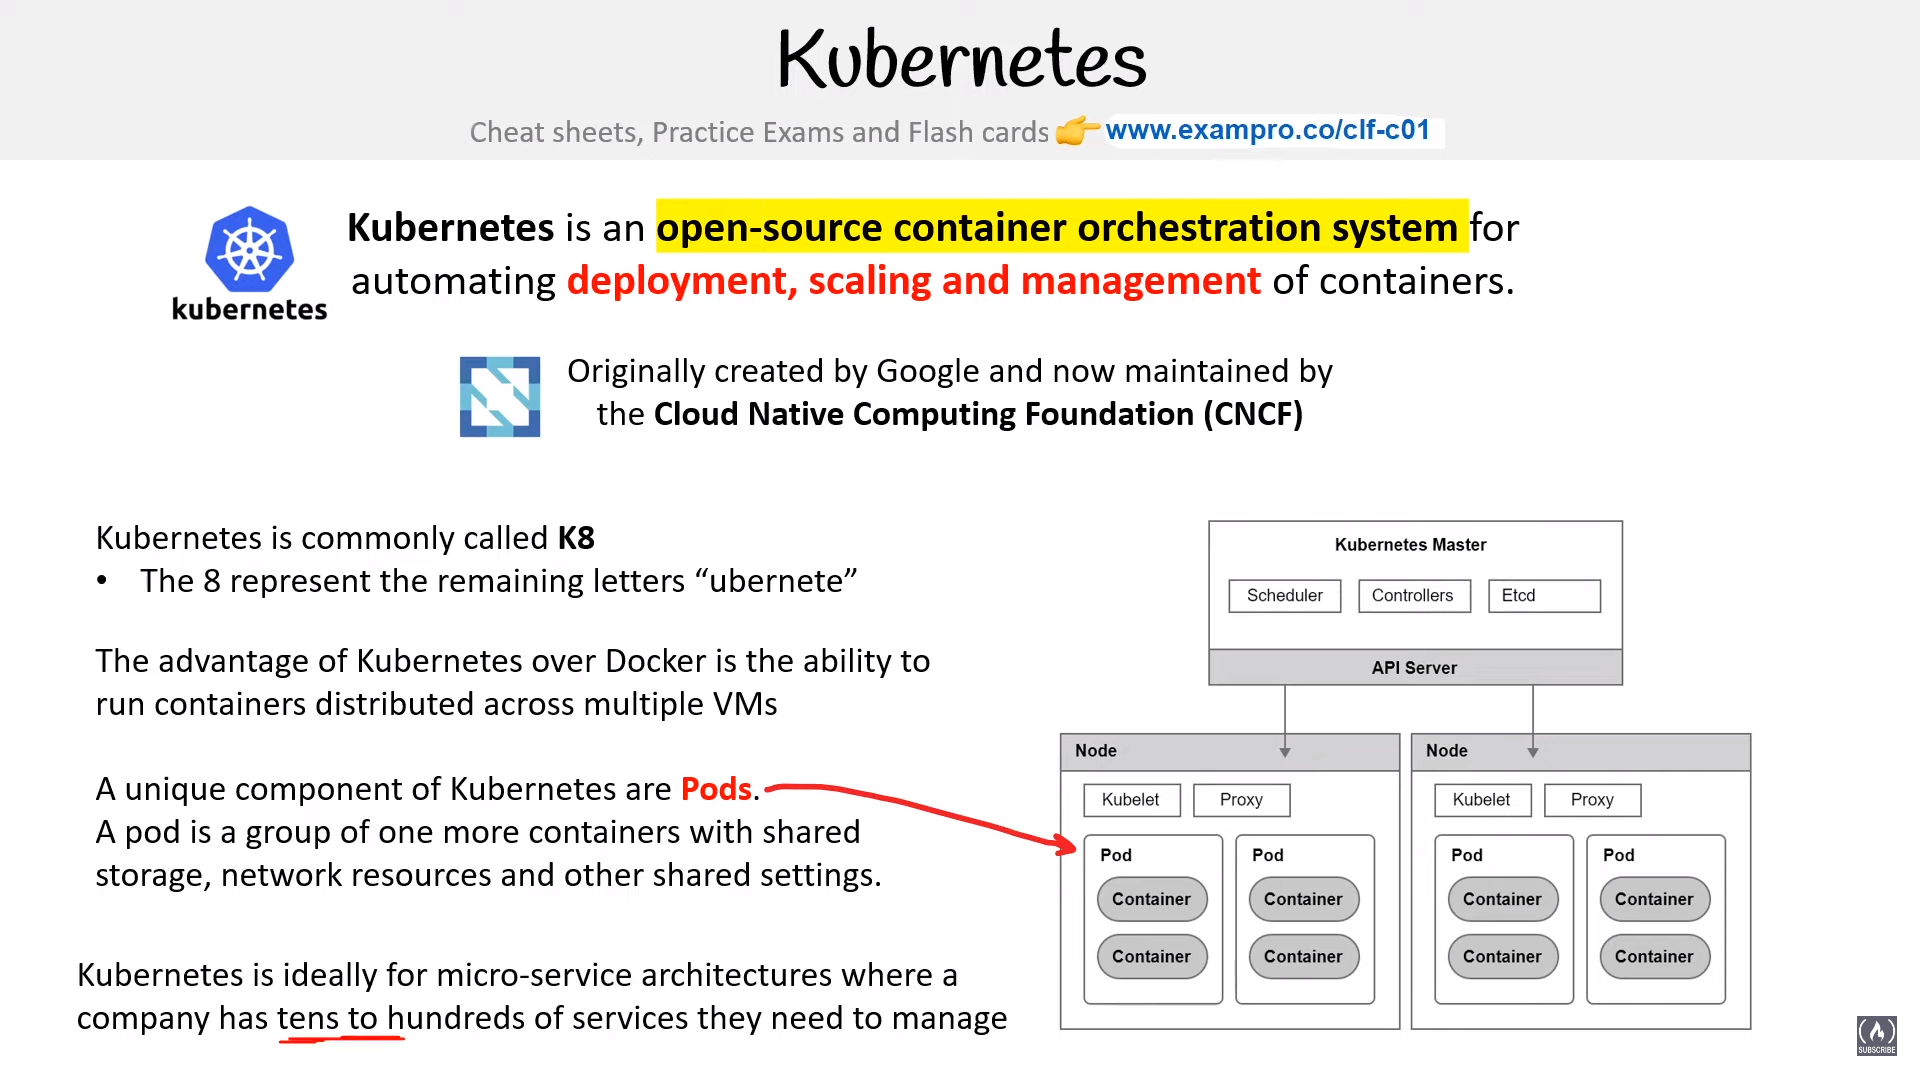 Kubernetes
Cheat sheets, Practice Exams and Flash cards 👉 www.exampro.co/clf-c01
kubernetes
Kubernetes is an open-source container orchestration system for
automating deployment, scaling and management of containers.
Originally created by Google and now maintained by
the Cloud Native Computing Foundation (CNCF)
Kubernetes is commonly called K8
• The 8 represent the remaining letters “ubernete”
The advantage of Kubernetes over Docker is the ability to
run containers distributed across multiple VMs
A unique component of Kubernetes are Pods.
A pod is a group of one more containers with shared
storage, network resources and other shared settings.
Kubernetes is ideally for micro-service architectures where a
company has tens to hundreds of services they need to manage
Kubernetes Master
Scheduler Controllers Etcd
API Server
Node
Kubelet Proxy
Pod Pod
Container Container
Container Container
Node
Kubelet Proxy
Pod Pod
Container Container
Container Container
SUBSCRIBE